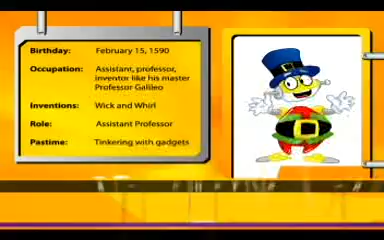 Birthday: February 15, 1590
Occupation: Assistant, professor,
inventor like his master
Professor Galileo
Inventions: Wick and Whirl
Role: Assistant Professor
Pastime: Tinkering with gadgets